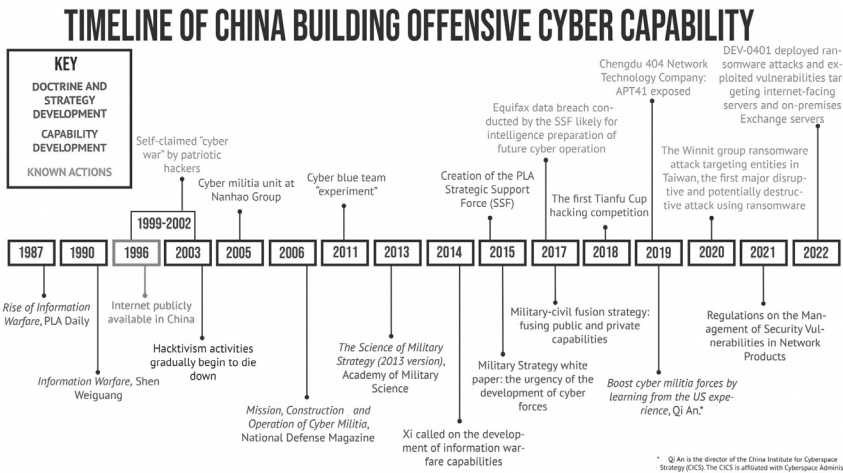 TIMELINE OF CHINA BUILDING OFFENSIVE CYBER CAPABILITY
KEY
DOCTRINE AND
STRATEGY
DEVELOPMENT
CAPABILITY
DEVELOPMENT
KNOWN ACTIONS
Self-claimed "cyber
war" by patriotic
hackers
1999-2002
Cyber militia unit at
Nanhao Group
Cyber blue team
"experiment"
Creation of the PLA
Strategic Support
Force (SSF)
Equifax data breach con-
ducted by the SSF likely for
intelligence preparation of
future cyber operation
The first Tianfu Cup
hacking competition
Chengdu 404 Network
Technology Company:
APT41 exposed
The Winnit group ransomware
attack targeting entities in
Taiwan, the first major disrup-
tive and potentially destruc-
tive attack using ransomware
DEV-0401 deployed ran-
somware attacks and ex-
ploited vulnerabilities tar-
geting internet-facing
servers and on-premises
Exchange servers
1987 1990 1996 2003 2005 2006 2011 2013 2014 2015 2017 2018 2019 2020 2021 2022
Rise of Information
Warfare, PLA Daily
Information Warfare, Shen
Weiguang
Internet publicly
available in China
Hacktivism activities
gradually begin to die
down
Mission, Construction and
Operation of Cyber Militia,
National Defense Magazine
The Science of Military
Strategy (2013 version),
Academy of Military
Science
Xi called on the develop-
ment of information war-
fare capabilities
Military Strategy white
paper: the urgency of the
development of cyber
forces
Military-civil fusion strategy:
fusing public and private
capabilities
Boost cyber militia forces by
learning from the US expe-
rience, Qi An.*
Regulations on the Man-
agement of Security Vul-
nerabilities in Network
Products
* Qi An is the director of the China Institute for Cyberspace
Strategy (CICS). The CICS is affiliated with Cyberspace Adminis